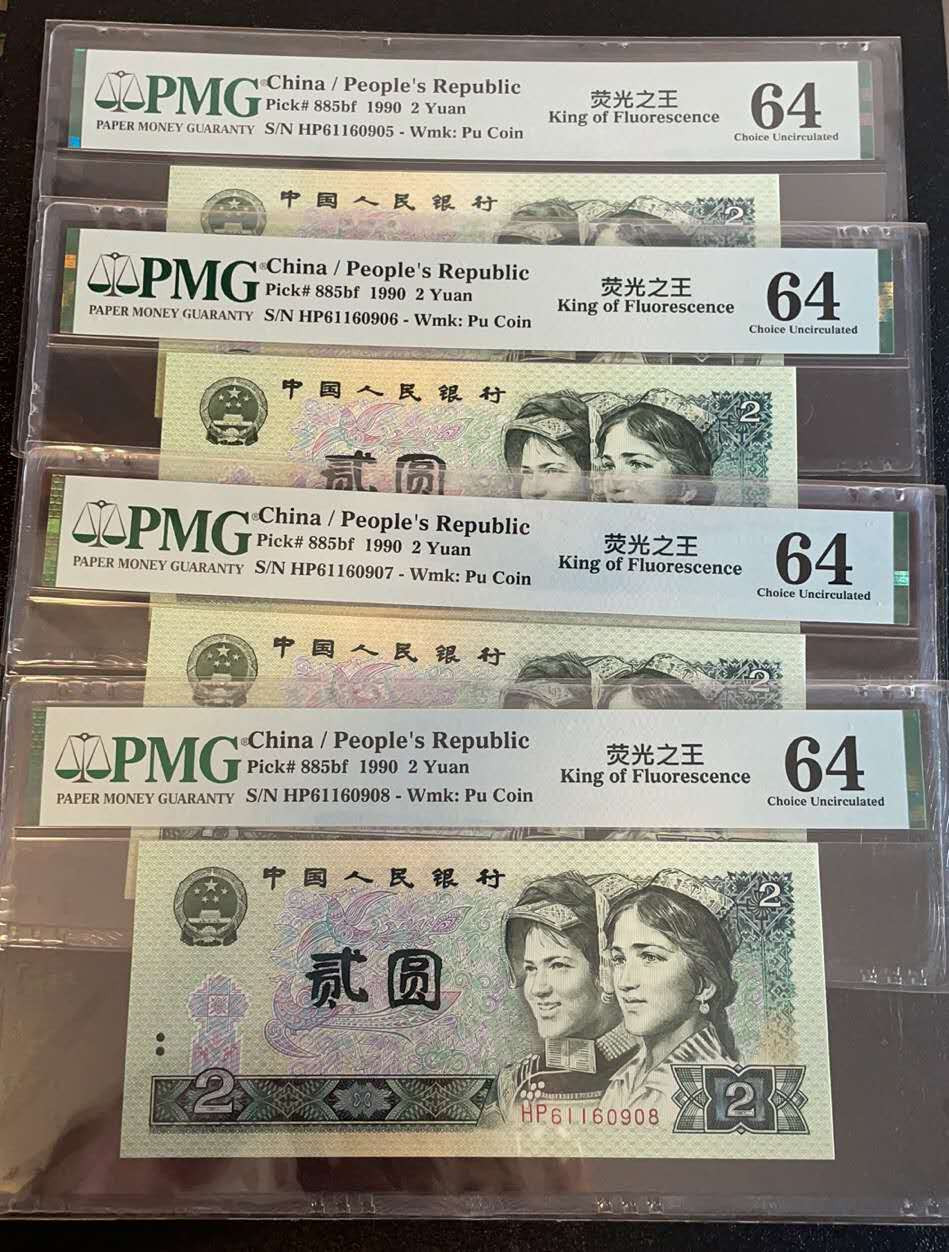 PMG® China / People's Republic
Pick# 885bf 1990 2 Yuan
荧光之王
64
PAPER MONEY GUARANTY
S/N HP61160905 - Wmk: Pu Coin
King of Fluorescence
Choice Uncirculated
中国人民银行
2
PMG® China / People's Republic
Pick# 885bf 1990 2 Yuan
荧光之王
64
PAPER MONEY GUARANTY
S/N HP61160906 - Wmk: Pu Coin
King of Fluorescence
Choice Uncirculated
中国人民银行
2
贰圆
PMG® China / People's Republic
Pick# 885bf 1990 2 Yuan
荧光之王
64
PAPER MONEY GUARANTY
S/N HP61160907 - Wmk: Pu Coin
King of Fluorescence
Choice Uncirculated
中国人民银行
2
PMG® China / People's Republic
Pick# 885bf 1990 2 Yuan
荧光之王
64
PAPER MONEY GUARANTY
S/N HP61160908 - Wmk: Pu Coin
King of Fluorescence
Choice Uncirculated
中国人民银行
2
贰圆
2
HP61160908
2